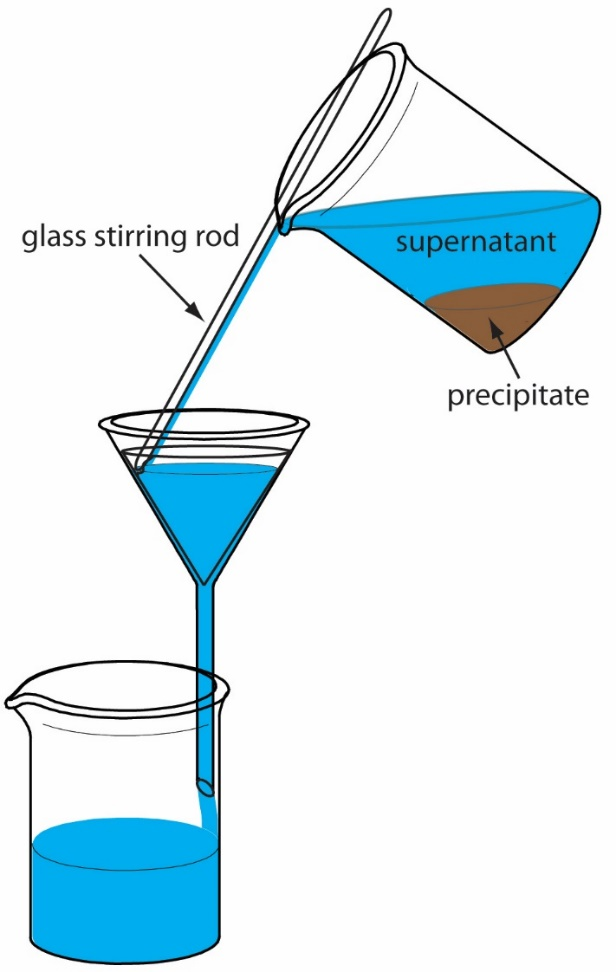 glass stirring rod
supernatant
precipitate